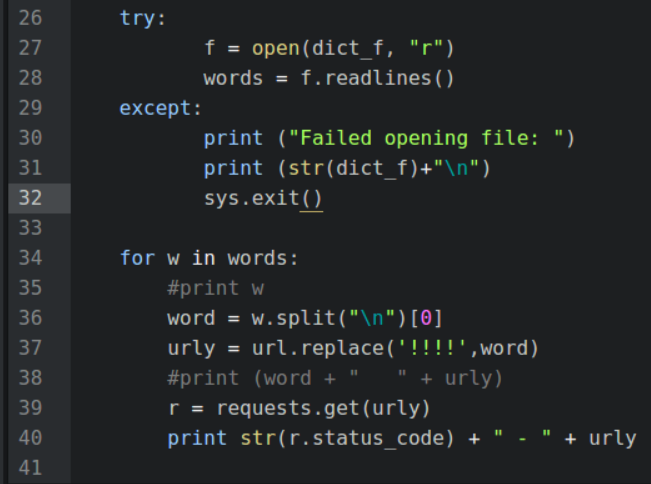 26    try:
27           f = open(dict_f, "r")
28           words = f.readlines()
29    except:
30           print ("Failed opening file: ")
31           print (str(dict_f)+"\n")
32           sys.exit()
33
34    for w in words:
35        #print w
36        word = w.split("\n")[0]
37        urly = url.replace('!!!!',word)
38        #print (word + "   " + urly)
39        r = requests.get(urly)
40        print str(r.status_code) + " - " + urly
41